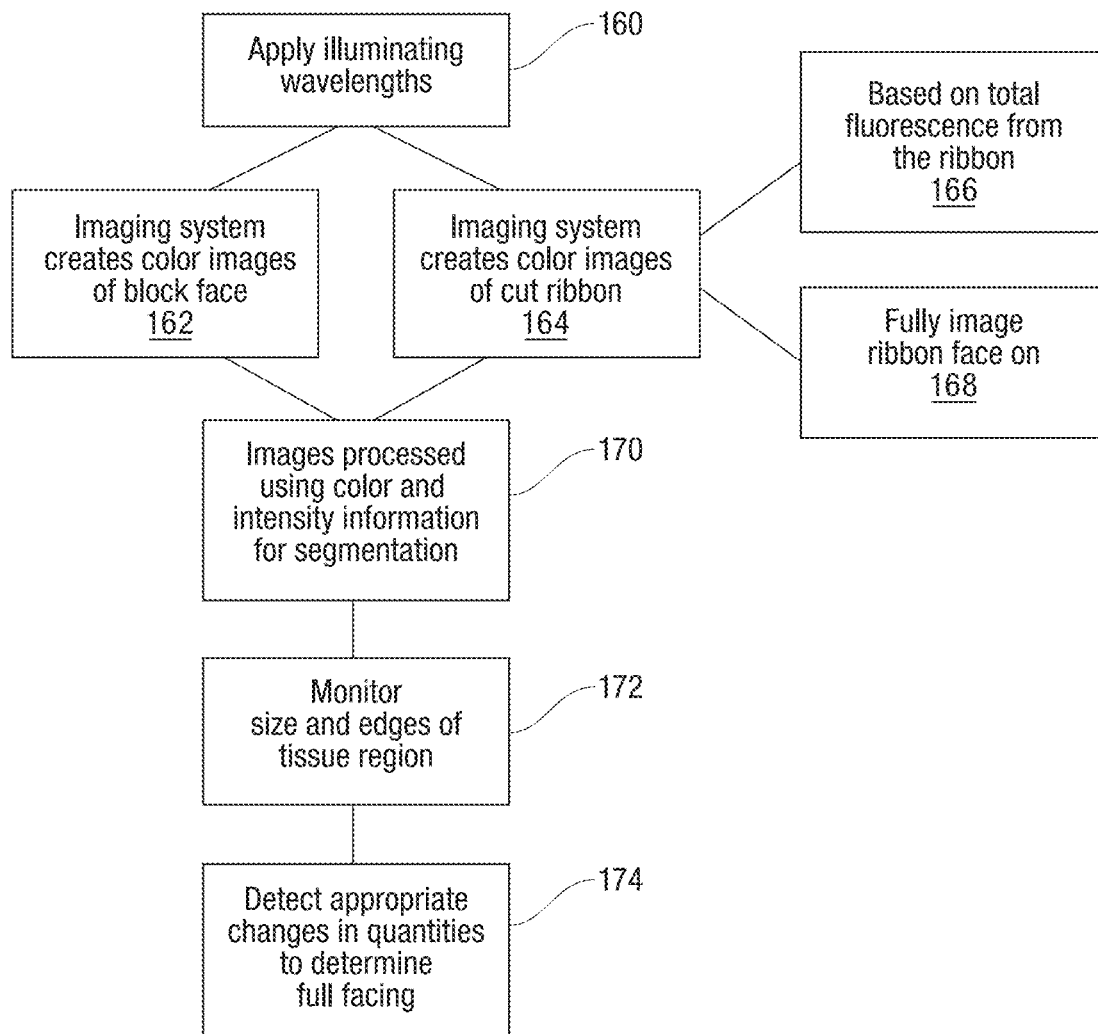 Apply illuminating
wavelengths
160
Based on total
fluorescence from
the ribbon
166
Imaging system
creates color images
of block face
162
Imaging system
creates color images
of cut ribbon
164
Fully image
ribbon face on
168
Images processed
using color and
intensity information
for segmentation
170
Monitor
size and edges of
tissue region
172
Detect appropriate
changes in quantities
to determine
full facing
174